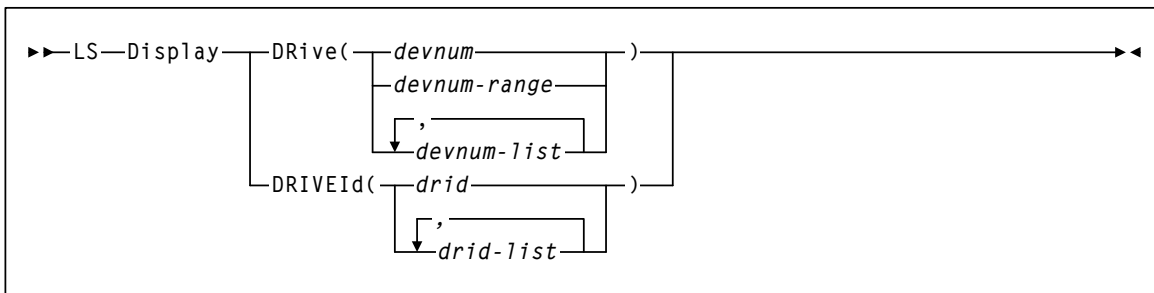 LS Display DRive( devnum )
devnum-range
,
devnum-list
DRIVEId( drid )
,
drid-list